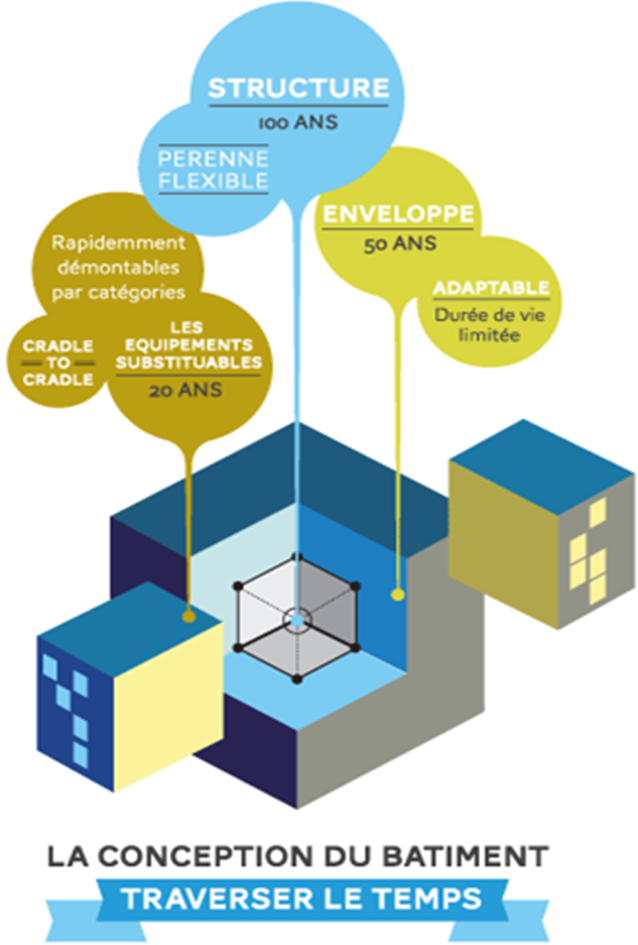 STRUCTURE
100 ANS
PERENNE
FLEXIBLE
ENVELOPPE
50 ANS
ADAPTABLE
Durée de vie
limitée
Rapidemment
démontables
par catégories
CRADLE
TO
CRADLE
LES
EQUIPEMENTS
SUBSTITUABLES
20 ANS
LA CONCEPTION DU BATIMENT
TRAVERSER LE TEMPS